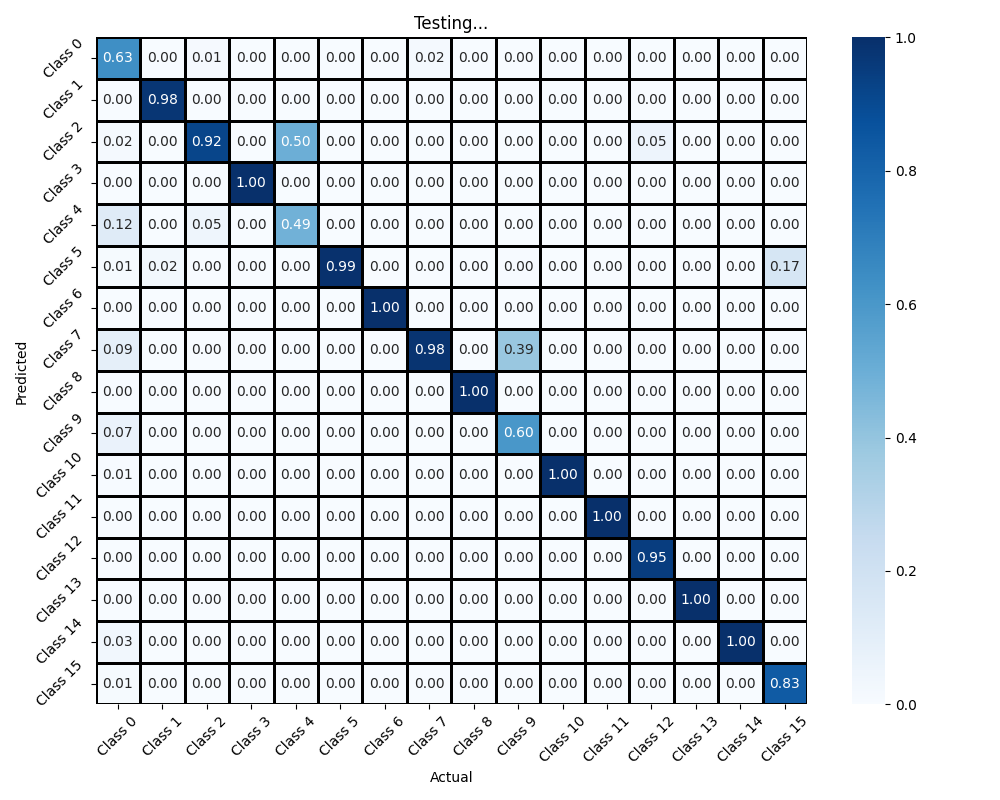 Testing...
Class 0 0.63 0.00 0.01 0.00 0.00 0.00 0.00 0.02 0.00 0.00 0.00 0.00 0.00 0.00 0.00 0.00
Class 1 0.00 0.98 0.00 0.00 0.00 0.00 0.00 0.00 0.00 0.00 0.00 0.00 0.00 0.00 0.00 0.00
Class 2 0.02 0.00 0.92 0.00 0.50 0.00 0.00 0.00 0.00 0.00 0.00 0.00 0.05 0.00 0.00 0.00
Class 3 0.00 0.00 0.00 1.00 0.00 0.00 0.00 0.00 0.00 0.00 0.00 0.00 0.00 0.00 0.00 0.00
Class 4 0.12 0.00 0.05 0.00 0.49 0.00 0.00 0.00 0.00 0.00 0.00 0.00 0.00 0.00 0.00 0.00
Class 5 0.01 0.02 0.00 0.00 0.00 0.99 0.00 0.00 0.00 0.00 0.00 0.00 0.00 0.00 0.00 0.17
Class 6 0.00 0.00 0.00 0.00 0.00 0.00 1.00 0.00 0.00 0.00 0.00 0.00 0.00 0.00 0.00 0.00
Class 7 0.09 0.00 0.00 0.00 0.00 0.00 0.00 0.98 0.00 0.39 0.00 0.00 0.00 0.00 0.00 0.00
Class 8 0.00 0.00 0.00 0.00 0.00 0.00 0.00 0.00 1.00 0.00 0.00 0.00 0.00 0.00 0.00 0.00
Class 9 0.07 0.00 0.00 0.00 0.00 0.00 0.00 0.00 0.00 0.60 0.00 0.00 0.00 0.00 0.00 0.00
Class 10 0.01 0.00 0.00 0.00 0.00 0.00 0.00 0.00 0.00 0.00 1.00 0.00 0.00 0.00 0.00 0.00
Class 11 0.00 0.00 0.00 0.00 0.00 0.00 0.00 0.00 0.00 0.00 0.00 1.00 0.00 0.00 0.00 0.00
Class 12 0.00 0.00 0.00 0.00 0.00 0.00 0.00 0.00 0.00 0.00 0.00 0.00 0.95 0.00 0.00 0.00
Class 13 0.00 0.00 0.00 0.00 0.00 0.00 0.00 0.00 0.00 0.00 0.00 0.00 0.00 1.00 0.00 0.00
Class 14 0.03 0.00 0.00 0.00 0.00 0.00 0.00 0.00 0.00 0.00 0.00 0.00 0.00 0.00 1.00 0.00
Class 15 0.01 0.00 0.00 0.00 0.00 0.00 0.00 0.00 0.00 0.00 0.00 0.00 0.00 0.00 0.00 0.83
Class 0 Class 1 Class 2 Class 3 Class 4 Class 5 Class 6 Class 7 Class 8 Class 9 Class 10 Class 11 Class 12 Class 13 Class 14 Class 15
Predicted
Actual
1.0
0.8
0.6
0.4
0.2
0.0